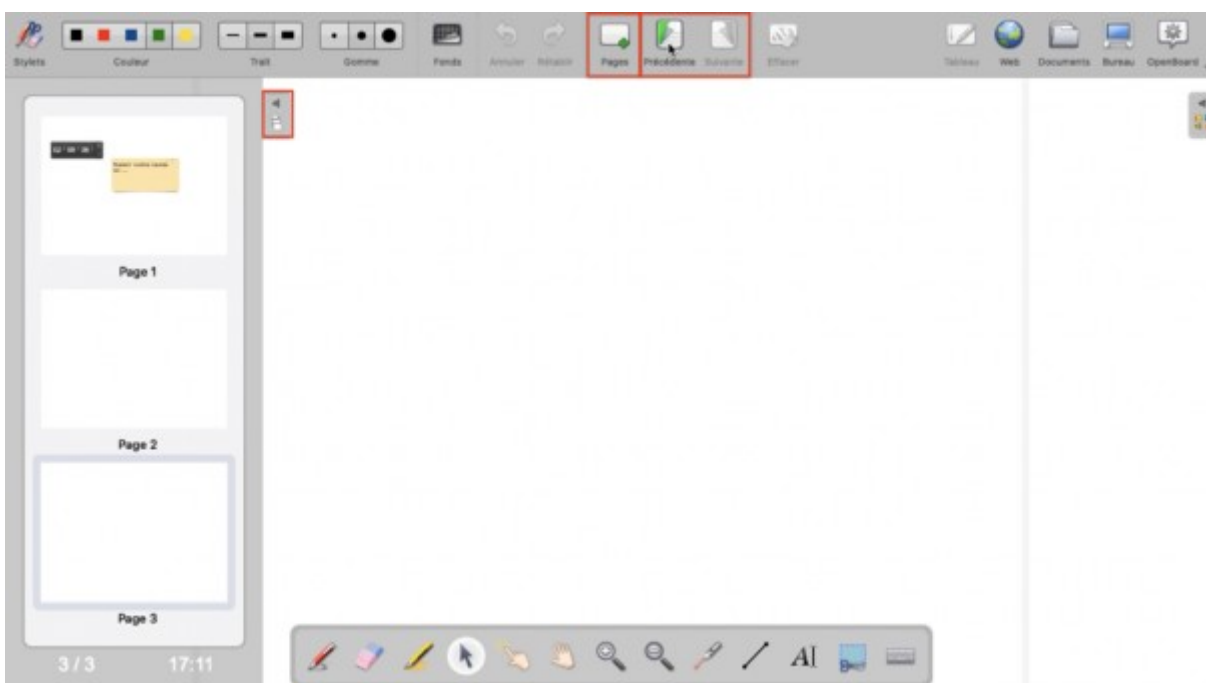 Stylets Couleur Trait Gomme Fonds Annuler Rétablir Pages Précédente Suivante Effacer Tableau Web Documents Bureau OpenBoard
Page 1
Page 2
Page 3
3 / 3 17:11
AI